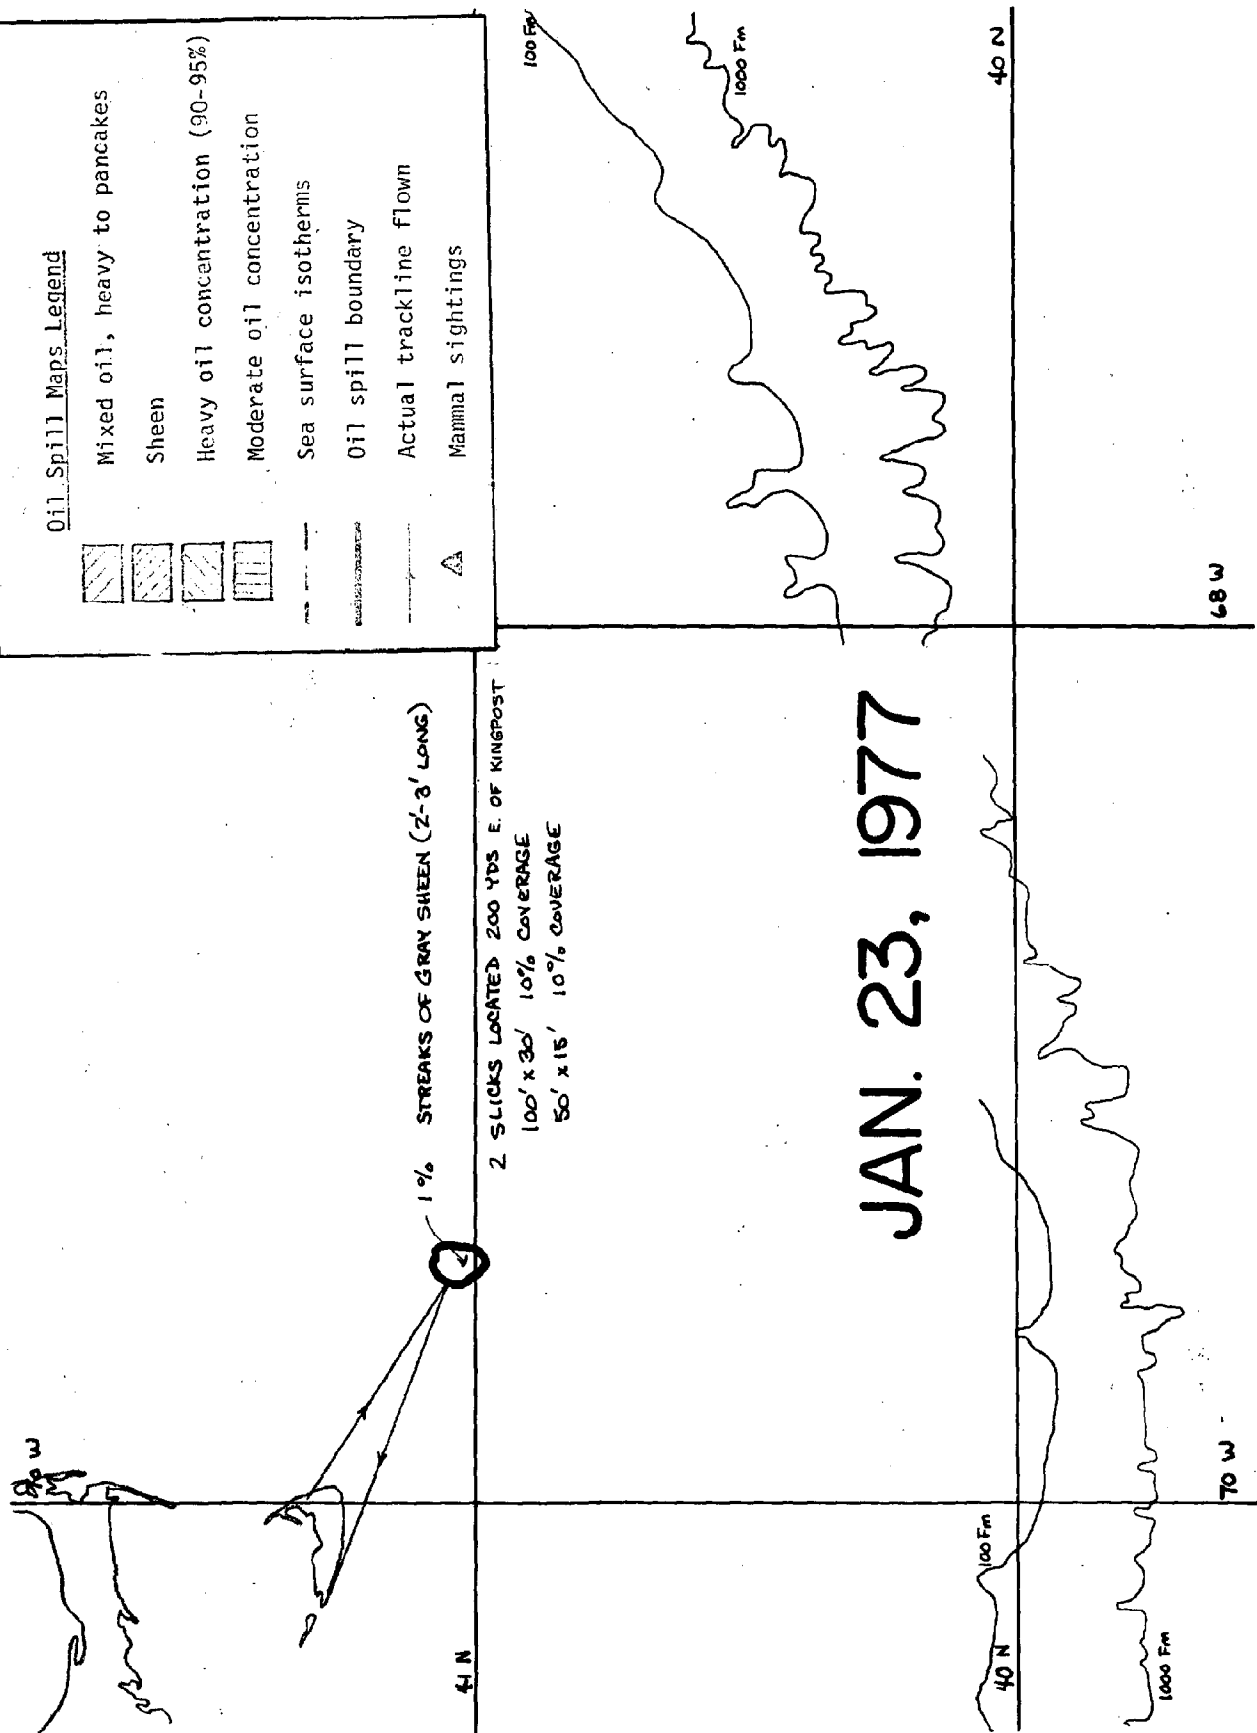 Oil Spill Maps Legend
Mixed oil, heavy to pancakes
Sheen
Heavy oil concentration (90-95%)
Moderate oil concentration
Sea surface isotherms
Oil spill boundary
Actual trackline flown
Mammal sightings
70 W
1% STREAKS OF GRAY SHEEN (2'-3' LONG)
41 N
2 SLICKS LOCATED 200 YDS E. OF KINGPOST
100' x 30' 10% COVERAGE
50' x 15' 10% COVERAGE
100 Fm
1000 Fm
JAN. 23, 1977
100 Fm
40 N
40 N
1000 Fm
70 W
68 W